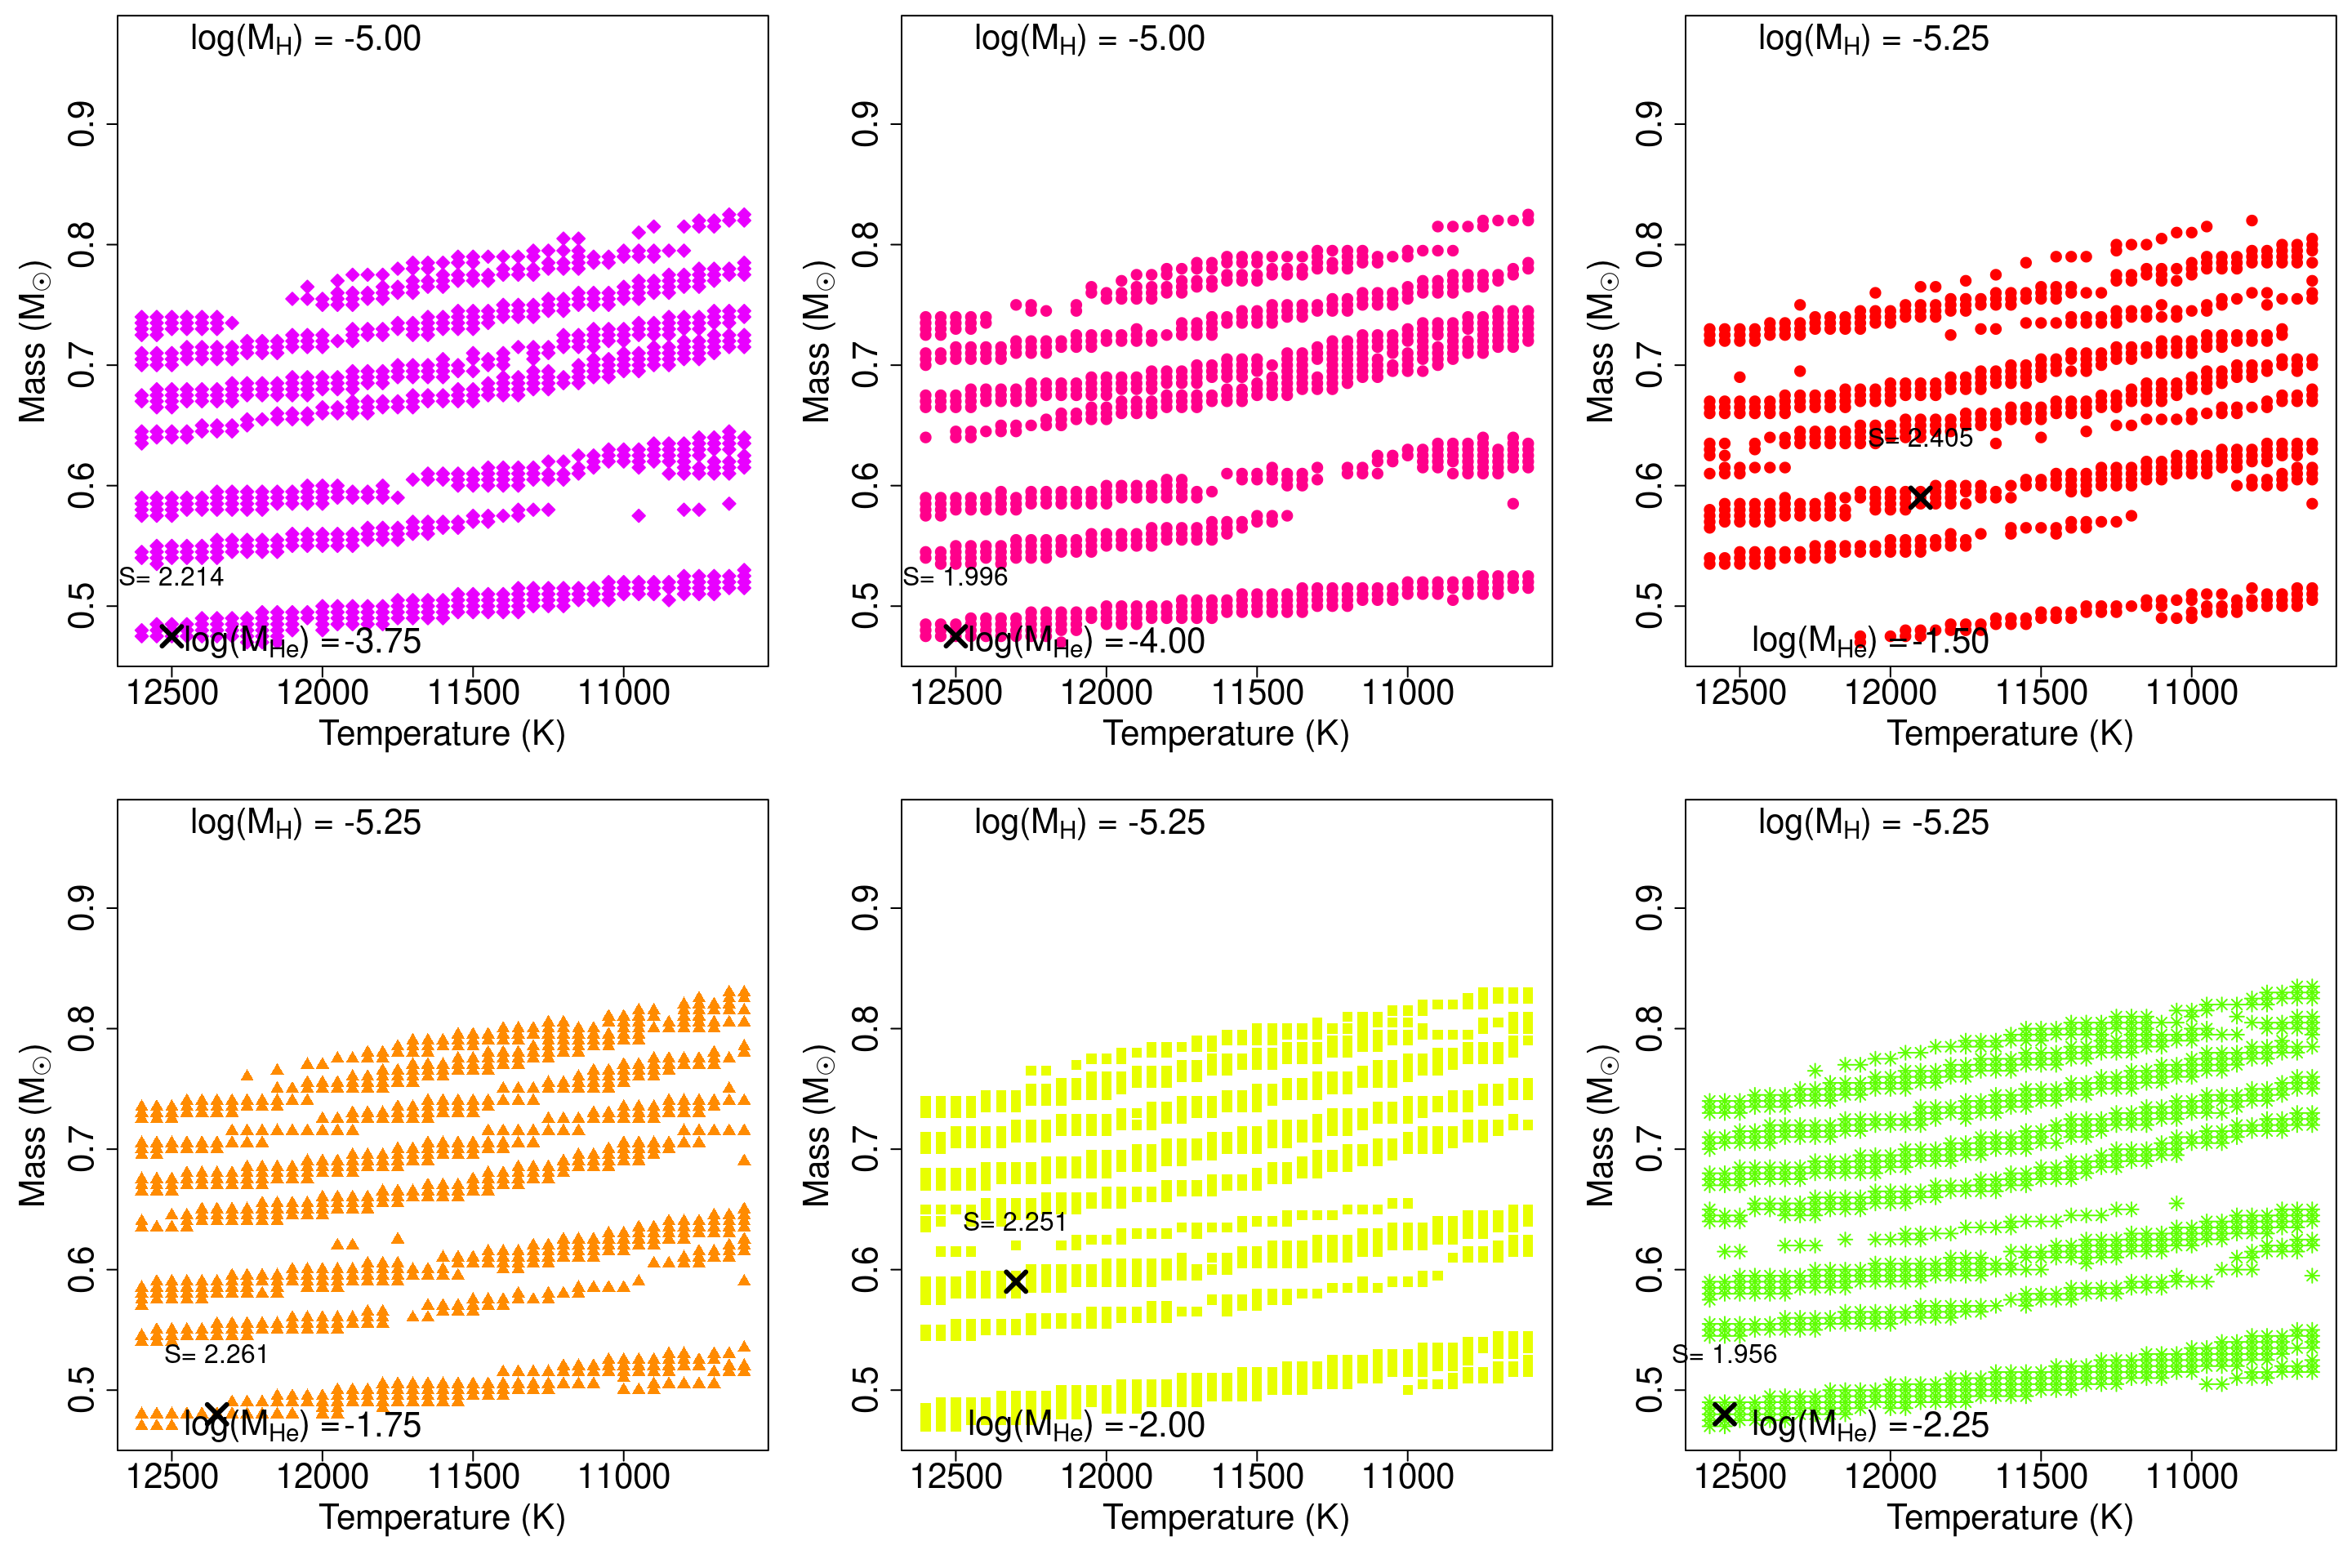 log(M_H) = -5.00
0.9
0.8
0.7
0.6
0.5
Mass (M☉)
S= 2.214
log(M_He) =-3.75
12500 12000 11500 11000
Temperature (K)
log(M_H) = -5.00
0.9
0.8
0.7
0.6
0.5
Mass (M☉)
S= 1.996
log(M_He) =-4.00
12500 12000 11500 11000
Temperature (K)
log(M_H) = -5.25
0.9
0.8
0.7
0.6
0.5
Mass (M☉)
S= 2.405
log(M_He) =-1.50
12500 12000 11500 11000
Temperature (K)
log(M_H) = -5.25
0.9
0.8
0.7
0.6
0.5
Mass (M☉)
S= 2.261
log(M_He) =-1.75
12500 12000 11500 11000
Temperature (K)
log(M_H) = -5.25
0.9
0.8
0.7
0.6
0.5
Mass (M☉)
S= 2.251
log(M_He) =-2.00
12500 12000 11500 11000
Temperature (K)
log(M_H) = -5.25
0.9
0.8
0.7
0.6
0.5
Mass (M☉)
S= 1.956
log(M_He) =-2.25
12500 12000 11500 11000
Temperature (K)